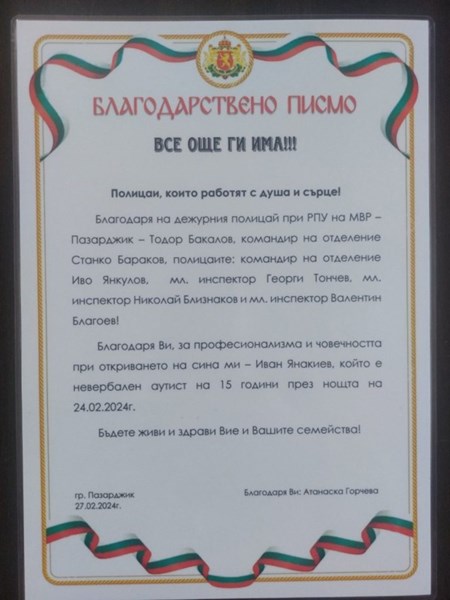 БЛАГОДАРСТВЕНО ПИСМО
ВСЕ ОЩЕ ГИ ИМА!!!
Полицаи, които работят с душа и сърце!
Благодаря на дежурния полицай при РПУ на МВР –
Пазарджик – Тодор Бакалов, командир на отделение
Станко Бараков, полицаите: командир на отделение
Иво Янкулов, мл. инспектор Георги Тончев, мл.
инспектор Николай Близнаков и мл. инспектор Валентин
Благоев!
Благодаря Ви, за професионализма и човечността
при откриването на сина ми – Иван Янакиев, който е
невербален аутист на 15 години през нощта на
24.02.2024г.
Бъдете живи и здрави Вие и Вашите семейства!
гр. Пазарджик
27.02.2024г.
Благодаря Ви: Атанаска Горчева